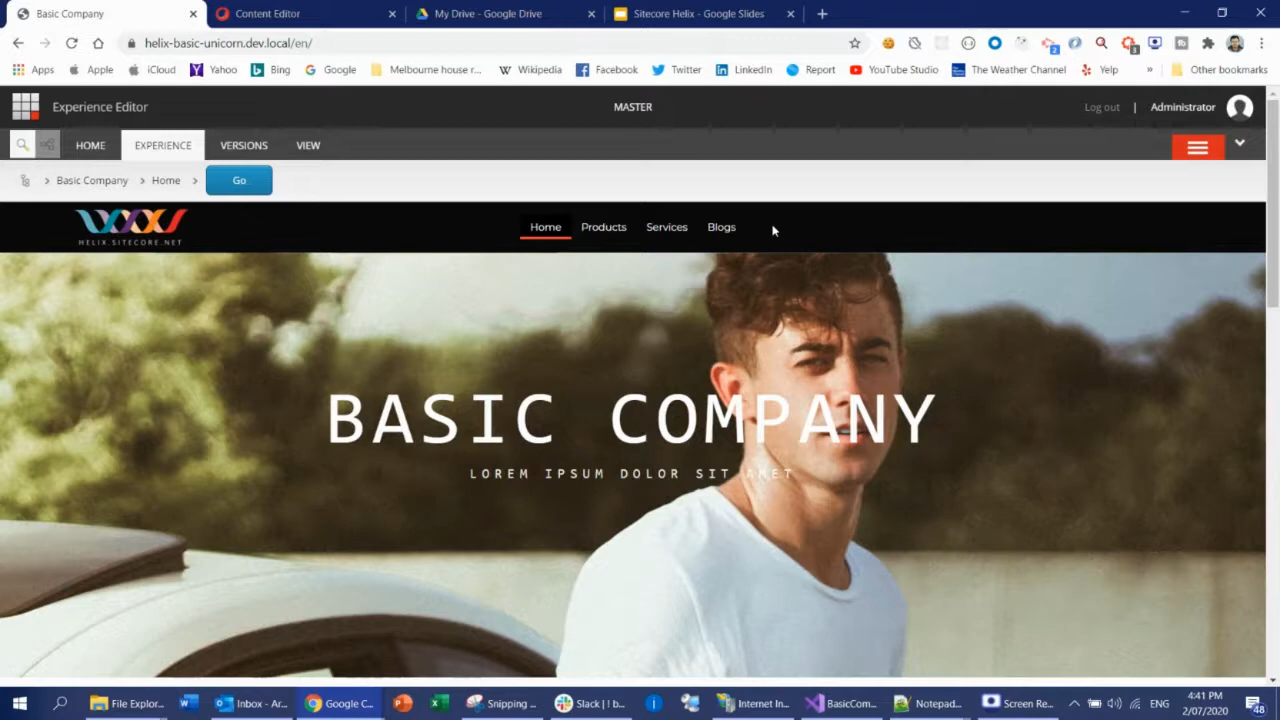 Basic Company
Content Editor
My Drive - Google Drive
Sitecore Helix - Google Slides
helix-basic-unicorn.dev.local/en/
2
3
Apps
Apple
iCloud
Yahoo
Bing
Google
Melbourne house r...
Wikipedia
Facebook
Twitter
LinkedIn
Report
YouTube Studio
The Weather Channel
Yelp
»
Other bookmarks
Experience Editor
MASTER
Log out | Administrator
HOME
EXPERIENCE
VERSIONS
VIEW
Basic Company
Home
Go
HELIX.SITECORE.NET
Home
Products
Services
Blogs
BASIC COMPANY
LOREM IPSUM DOLOR SIT AMET
File Explor...
Inbox - Ar...
Google C...
Snipping ...
Slack | I b...
Internet In...
BasicCom...
Notepad...
Screen Re...
ENG
4:41 PM
2/07/2020
48